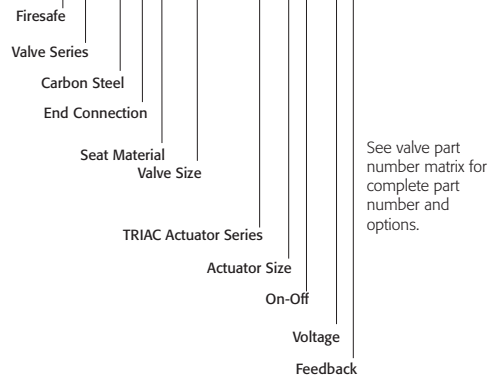 Firesafe
Valve Series
Carbon Steel
End Connection
Seat Material
Valve Size
TRIAC Actuator Series
Actuator Size
On-Off
Voltage
Feedback
See valve part
number matrix for
complete part
number and
options.